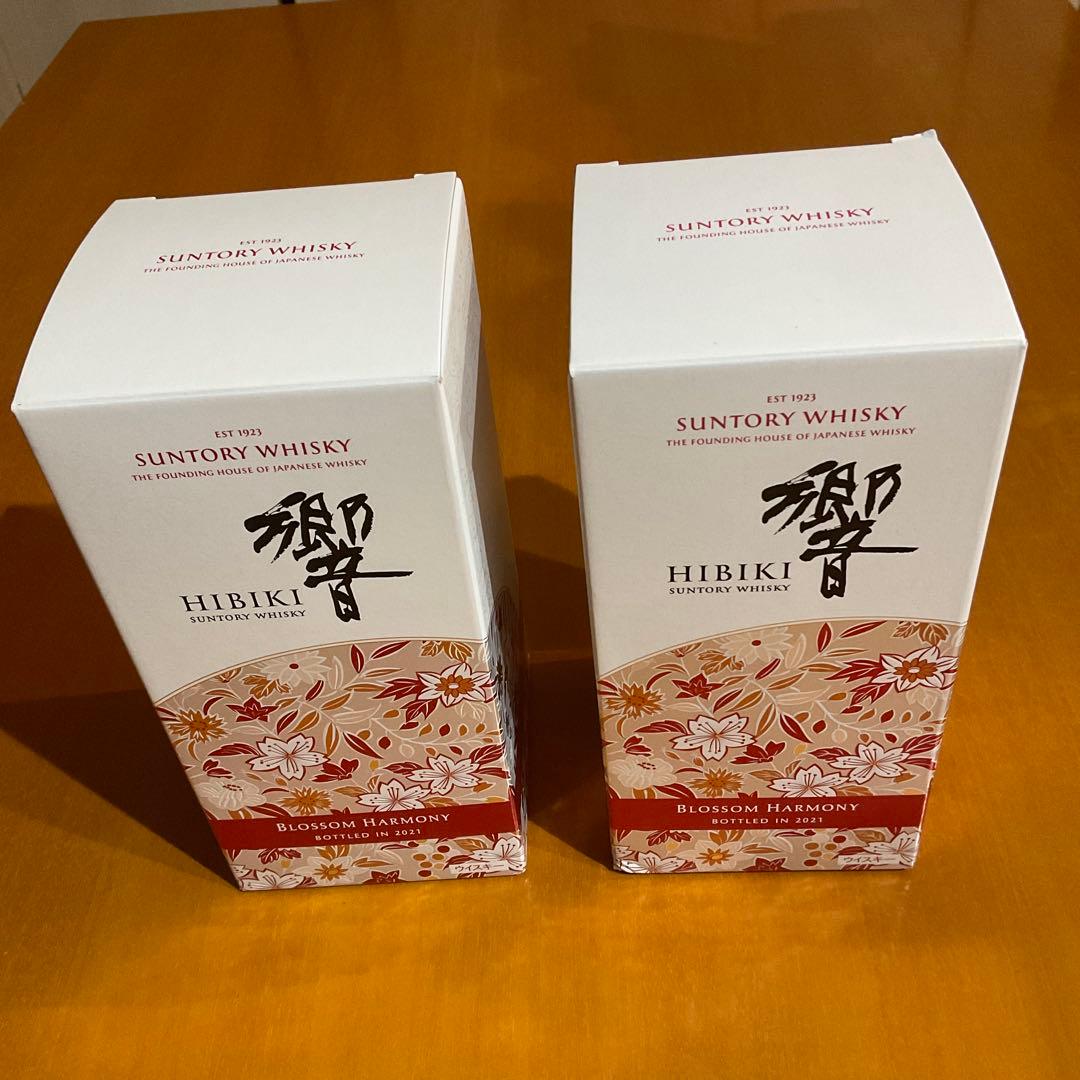 EST 1923
SUNTORY WHISKY
THE FOUNDING HOUSE OF JAPANESE WHISKY
EST 1923
SUNTORY WHISKY
THE FOUNDING HOUSE OF JAPANESE WHISKY
響
HIBIKI
SUNTORY WHISKY
BLOSSOM HARMONY
BOTTLED IN 2021
ウイスキー
EST 1923
SUNTORY WHISKY
THE FOUNDING HOUSE OF JAPANESE WHISKY
EST 1923
SUNTORY WHISKY
THE FOUNDING HOUSE OF JAPANESE WHISKY
響
HIBIKI
SUNTORY WHISKY
BLOSSOM HARMONY
BOTTLED IN 2021
ウイスキー